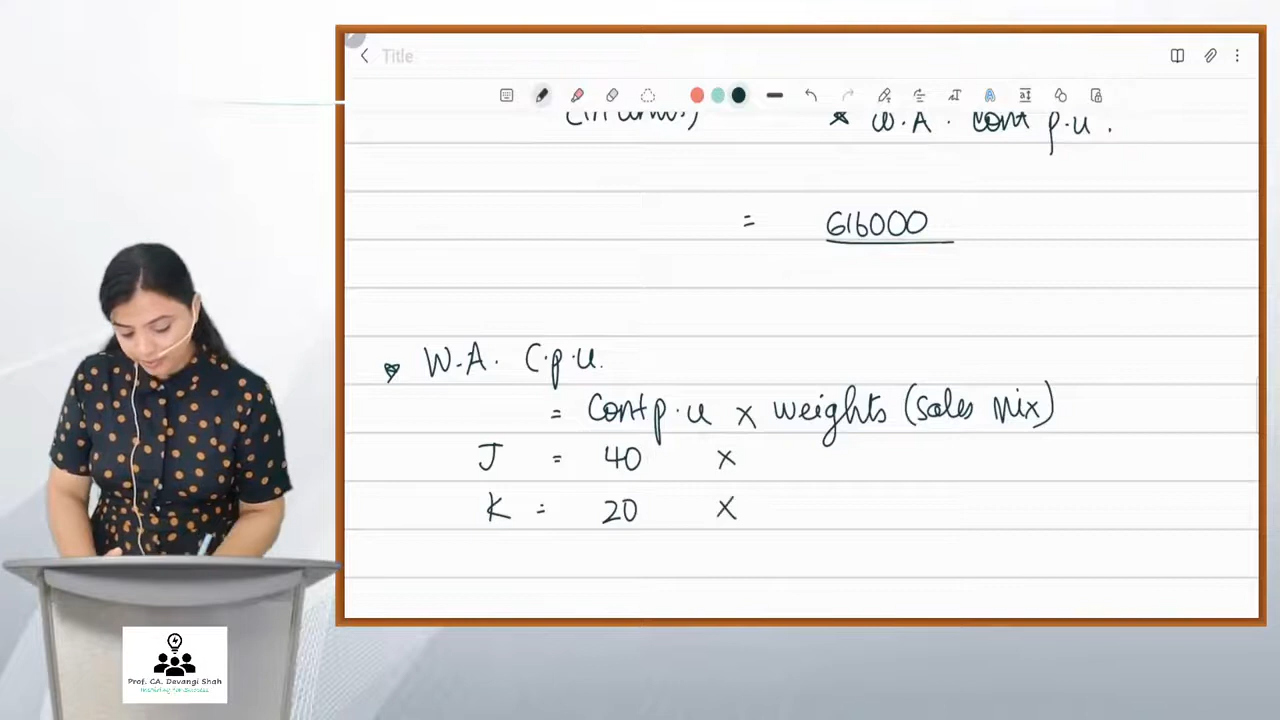 Title
* W.A. Cont p.u.
= 616000
W.A. C.p.u.
= Cont p.u × weights (Sales Mix)
J = 40 ×
K = 20 ×
Prof. CA. Devangi Shah